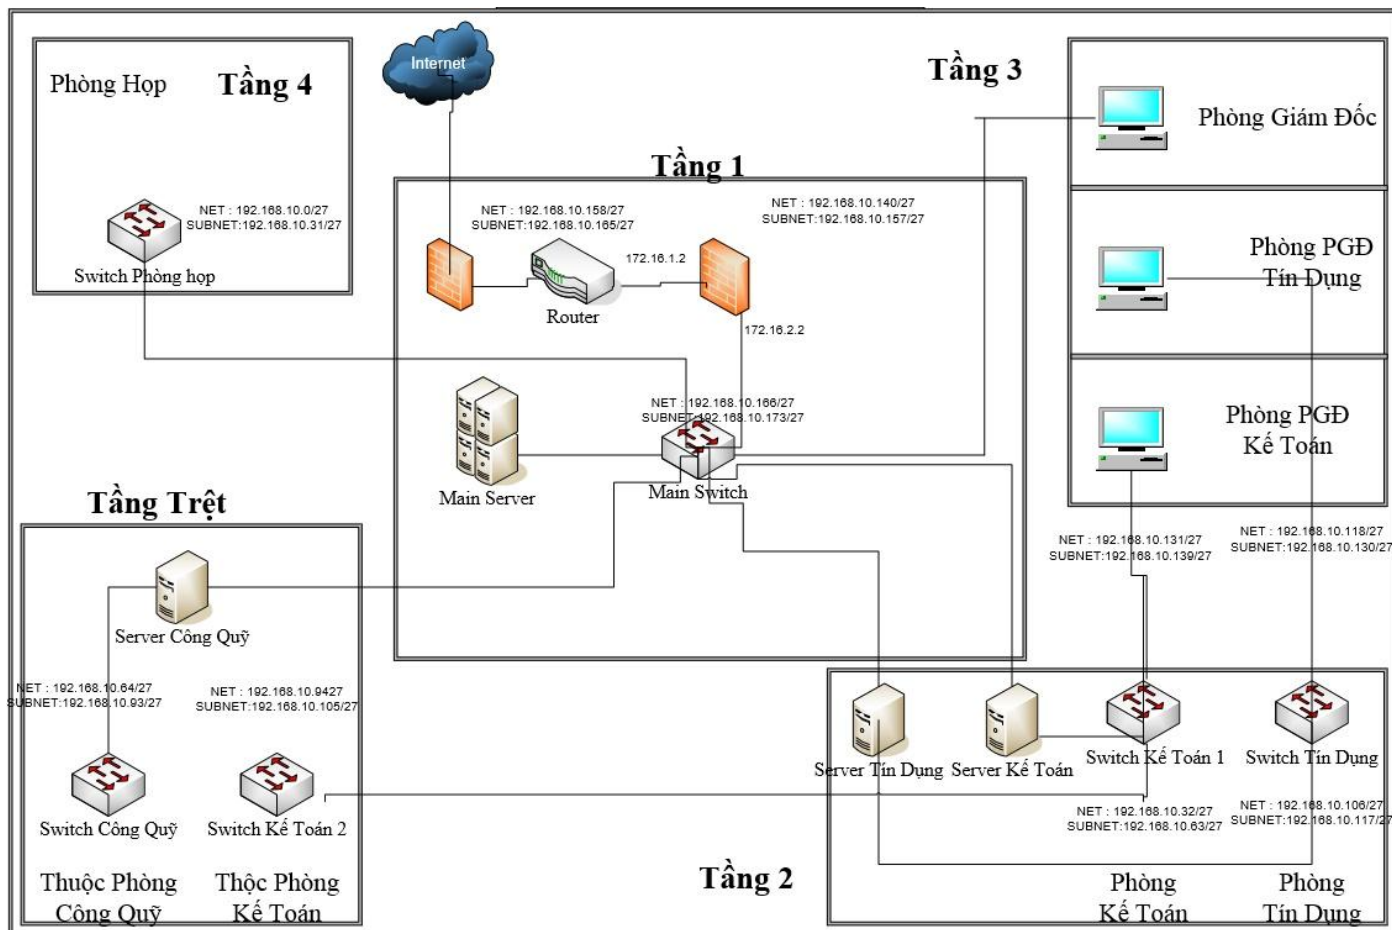 Phòng Họp
Tầng 4
NET : 192.168.10.0/27
SUBNET:192.168.10.31/27
Switch Phòng họp
Internet
Tầng 1
NET : 192.168.10.158/27
SUBNET:192.168.10.165/27
NET : 192.168.10.140/27
SUBNET:192.168.10.157/27
172.16.1.2
Router
172.16.2.2
NET : 192.168.10.166/27
SUBNET:192.168.10.173/27
Main Server
Main Switch
Tầng 3
Phòng Giám Đốc
Phòng PGĐ
Tín Dụng
Phòng PGĐ
Kế Toán
NET : 192.168.10.131/27
SUBNET:192.168.10.139/27
NET : 192.168.10.118/27
SUBNET:192.168.10.130/27
Tầng Trệt
Server Công Quỹ
NET : 192.168.10.64/27
SUBNET:192.168.10.93/27
NET : 192.168.10.9427
SUBNET:192.168.10.105/27
Switch Công Quỹ
Switch Kế Toán 2
Thuộc Phòng
Công Quỹ
Thộc Phòng
Kế Toán
Server Tín Dụng
Server Kế Toán
Switch Kế Toán 1
Switch Tín Dụng
NET : 192.168.10.32/27
SUBNET:192.168.10.63/27
NET : 192.168.10.106/27
SUBNET:192.168.10.117/27
Tầng 2
Phòng
Kế Toán
Phòng
Tín Dụng